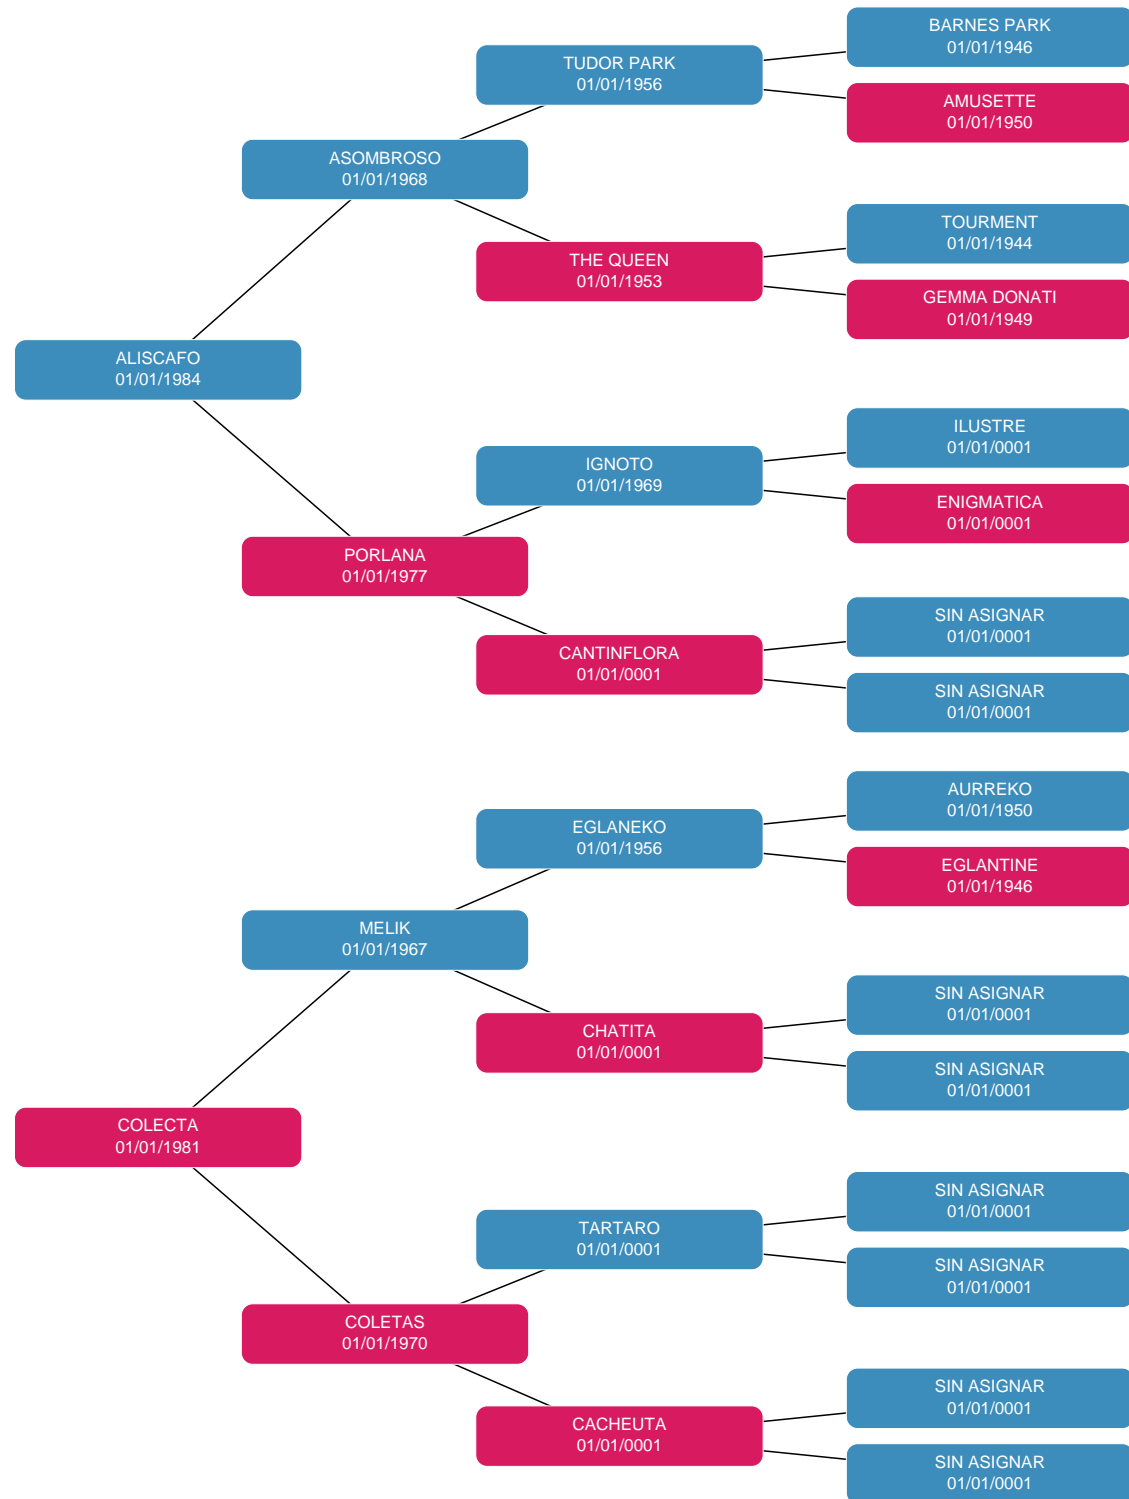 BARNES PARK
01/01/1946
TUDOR PARK
01/01/1956
AMUSETTE
01/01/1950
ASOMBROSO
01/01/1968
TOURMENT
01/01/1944
THE QUEEN
01/01/1953
GEMMA DONATI
01/01/1949
ALISCAFO
01/01/1984
ILUSTRE
01/01/0001
IGNOTO
01/01/1969
ENIGMATICA
01/01/0001
PORLANA
01/01/1977
SIN ASIGNAR
01/01/0001
CANTINFLORA
01/01/0001
SIN ASIGNAR
01/01/0001
AURREKO
01/01/1950
EGLANEKO
01/01/1956
EGLANTINE
01/01/1946
MELIK
01/01/1967
SIN ASIGNAR
01/01/0001
CHATITA
01/01/0001
SIN ASIGNAR
01/01/0001
COLECTA
01/01/1981
SIN ASIGNAR
01/01/0001
TARTARO
01/01/0001
SIN ASIGNAR
01/01/0001
COLETAS
01/01/1970
SIN ASIGNAR
01/01/0001
CACHEUTA
01/01/0001
SIN ASIGNAR
01/01/0001